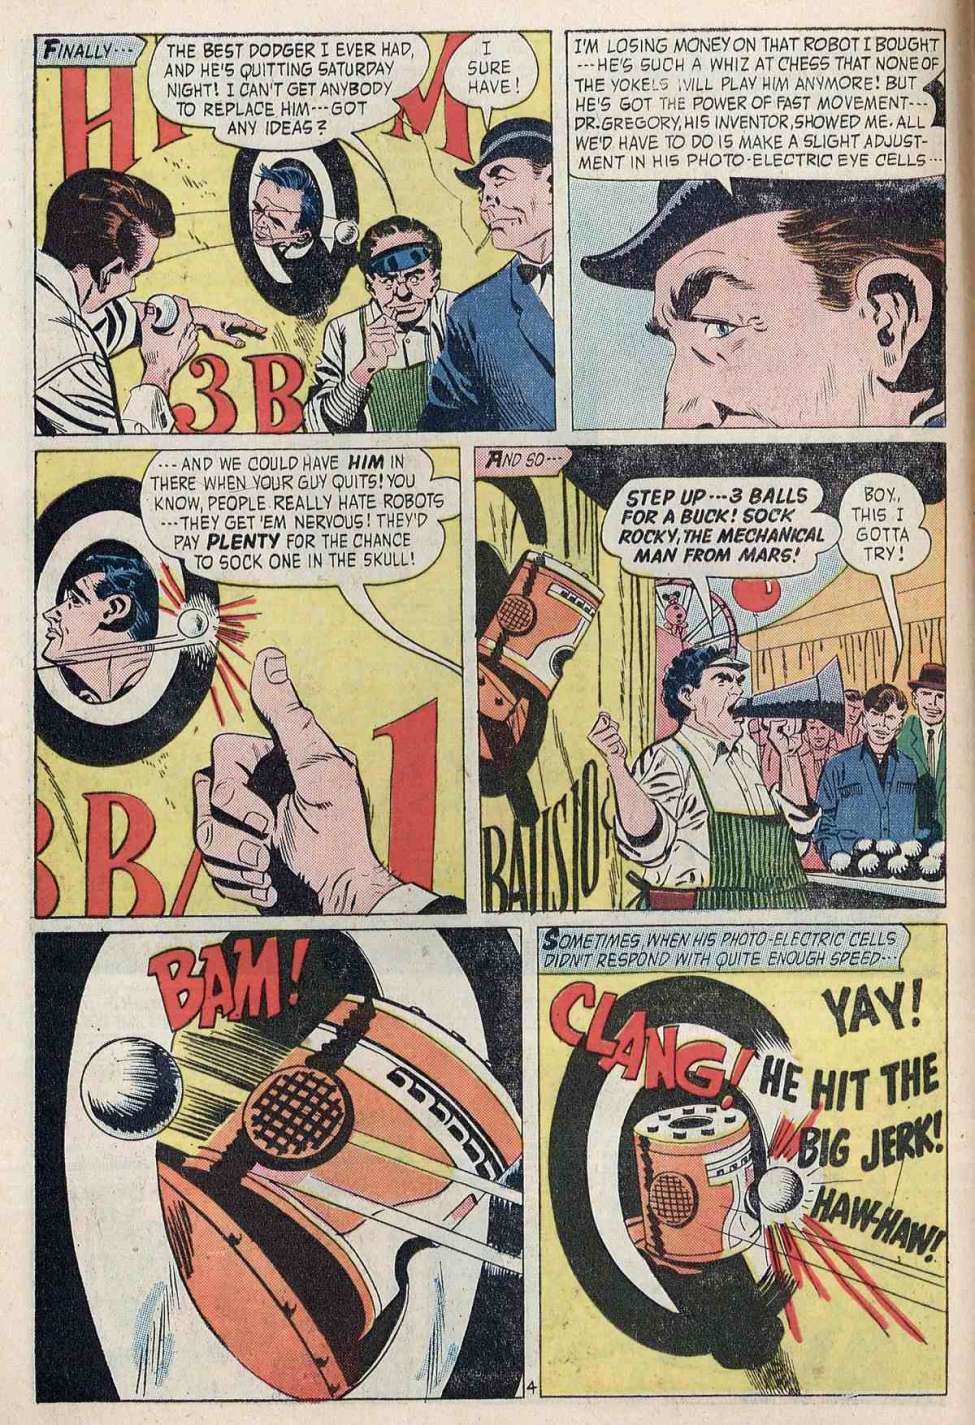 FINALLY---
THE BEST DODGER I EVER HAD,
AND HE'S QUITTING SATURDAY
NIGHT! I CAN'T GET ANYBODY
TO REPLACE HIM---GOT
ANY IDEAS?
I
SURE
HAVE!
H
M
3 B
I'M LOSING MONEY ON THAT ROBOT I BOUGHT
---HE'S SUCH A WHIZ AT CHESS THAT NONE OF
THE YOKELS WILL PLAY HIM ANYMORE! BUT
HE'S GOT THE POWER OF FAST MOVEMENT---
DR. GREGORY, HIS INVENTOR, SHOWED ME. ALL
WE'D HAVE TO DO IS MAKE A SLIGHT ADJUST-
MENT IN HIS PHOTO-ELECTRIC EYE CELLS---
---AND WE COULD HAVE HIM IN
THERE WHEN YOUR GUY QUITS! YOU
KNOW, PEOPLE REALLY HATE ROBOTS
---THEY GET 'EM NERVOUS! THEY'D
PAY PLENTY FOR THE CHANCE
TO SOCK ONE IN THE SKULL!
3 BA
1
AND SO---
STEP UP---3 BALLS
FOR A BUCK! SOCK
ROCKY, THE MECHANICAL
MAN FROM MARS!
BOY,
THIS I
GOTTA
TRY!
BALLS 10¢
BAM!
SOMETIMES, WHEN HIS PHOTO-ELECTRIC CELLS
DIDN'T RESPOND WITH QUITE ENOUGH SPEED---
CLANG!
YAY!
HE HIT THE
BIG JERK!
HAW-HAW!
4